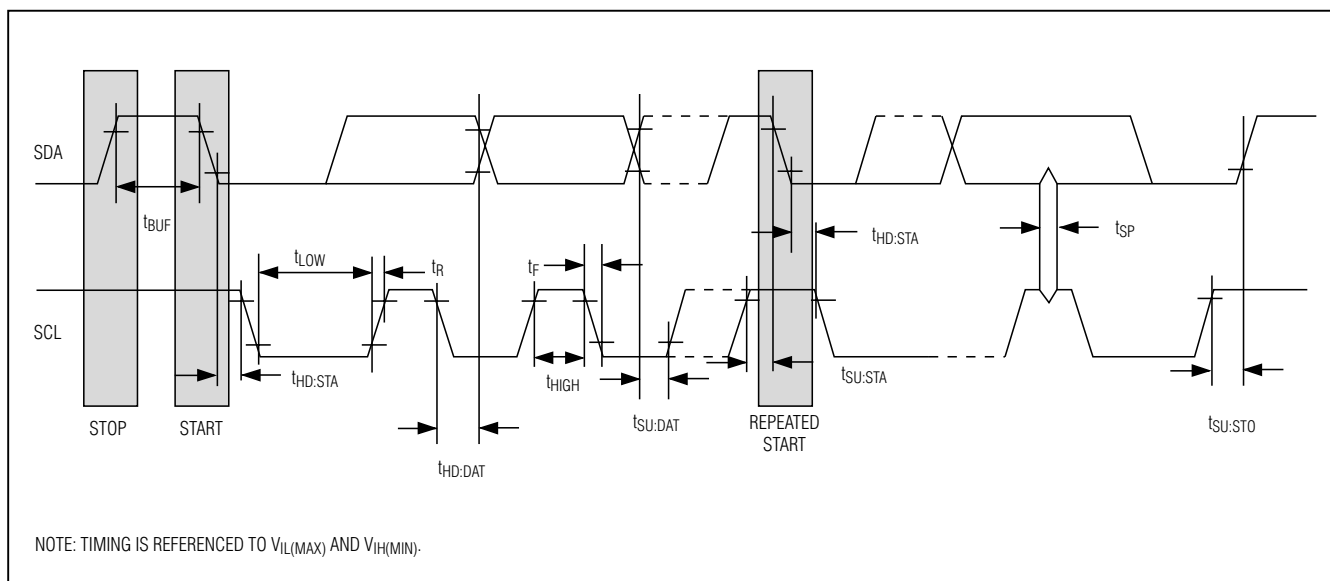 SDA
tBUF
tLOW
tR
tF
tHD:STA
tSP
SCL
tHD:STA
tHIGH
tSU:DAT
tSU:STA
tSU:STO
STOP
START
REPEATED
START
tHD:DAT
NOTE: TIMING IS REFERENCED TO VIL(MAX) AND VIH(MIN).